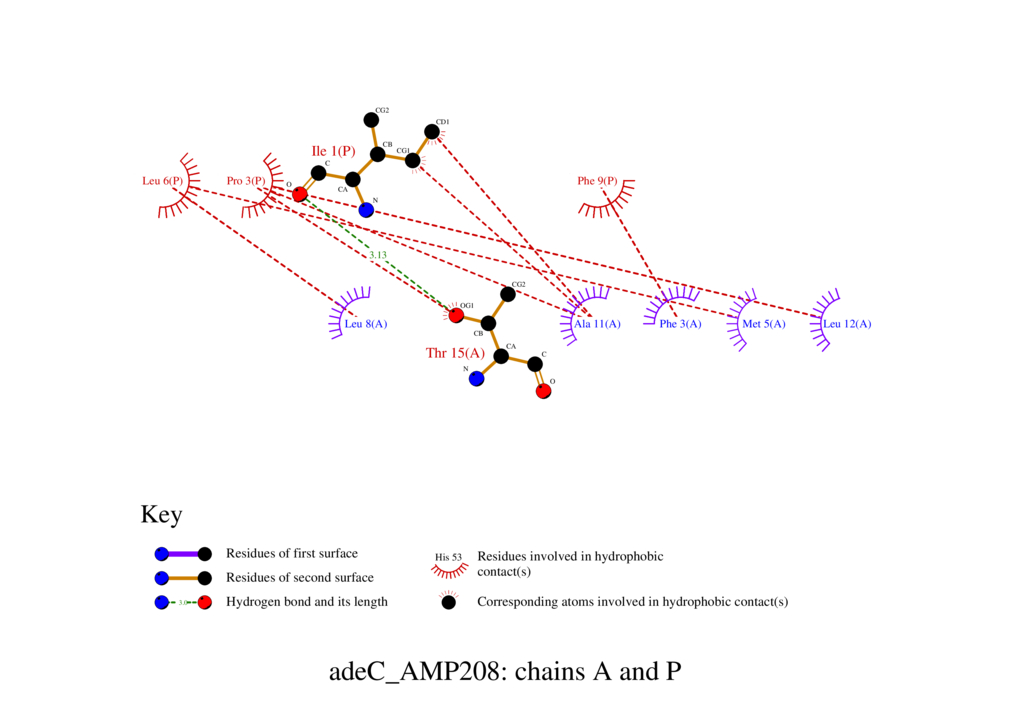 CG2
CD1
CB
CG1
Ile 1(P)
C
Leu 6(P)
Pro 3(P)
O
CA
N
Phe 9(P)
3.13
CG2
OG1
Leu 8(A)
CB
Ala 11(A)
Phe 3(A)
Met 5(A)
Leu 12(A)
Thr 15(A)
CA
C
N
O
Key
Residues of first surface
Residues of second surface
3.0
Hydrogen bond and its length
His 53
Residues involved in hydrophobic
contact(s)
Corresponding atoms involved in hydrophobic contact(s)
adeC_AMP208: chains A and P